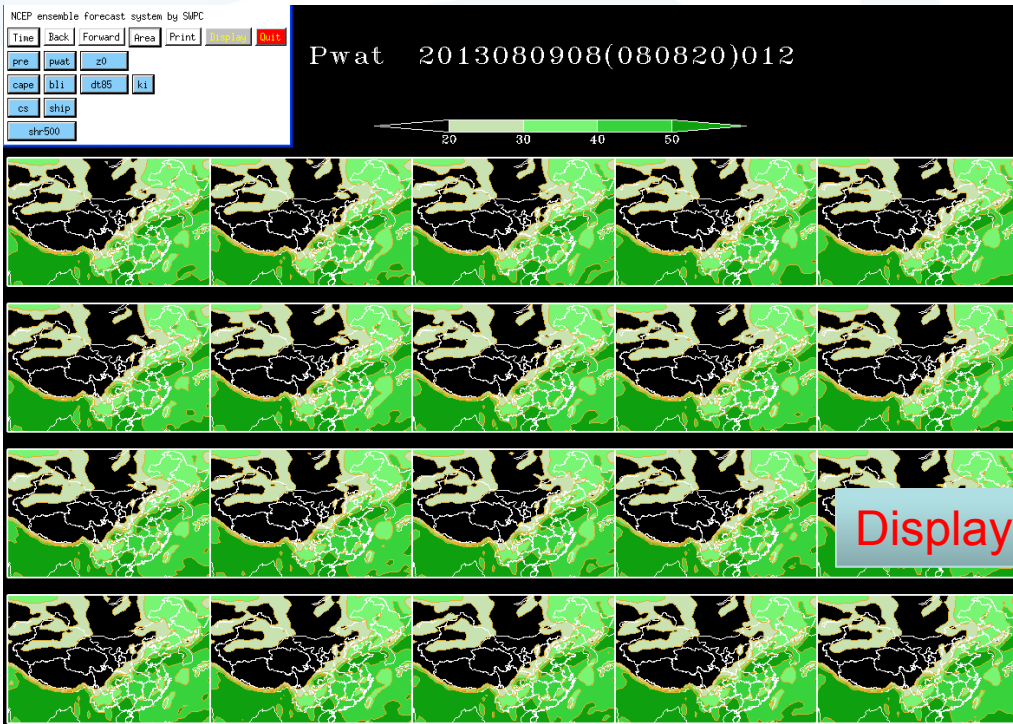 NCEP ensemble forecast system by SWPC
Time Back Forward Area Print Display Quit
pre pwat z0
cape bli dt85 ki
cs ship
shr500
Pwat 2013080908(080820)012
20 30 40 50
Display